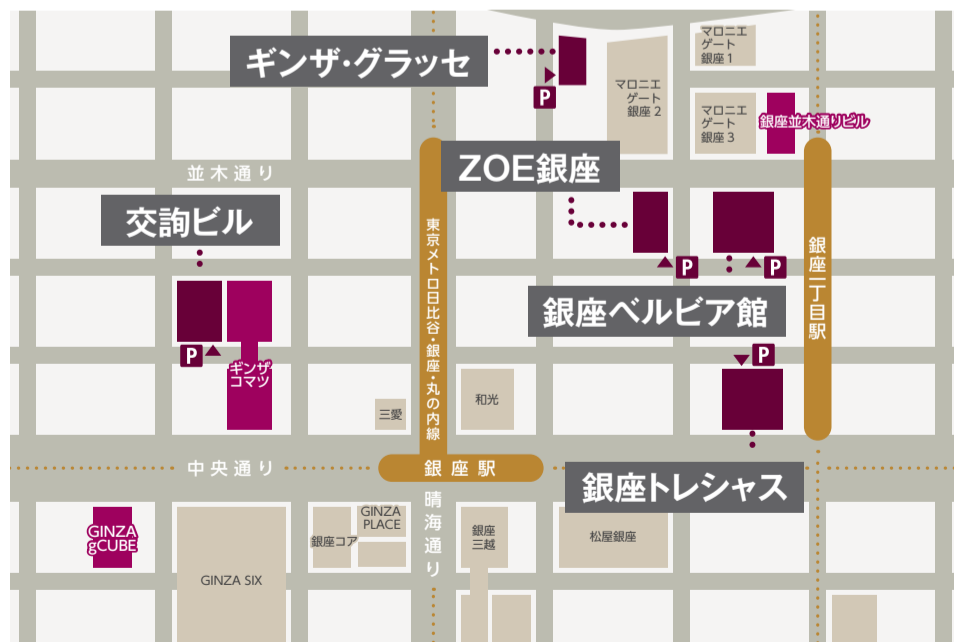 マロニエ
ゲート
銀座 1
ギンザ・グラッセ
P
マロニエ
ゲート
銀座 2
マロニエ
ゲート
銀座 3
銀座並木通りビル
並木通り
ZOE銀座
交詢ビル
東京メトロ日比谷・銀座・丸の内線
銀座一丁目駅
P
P
銀座ベルビア館
P
P
ギンザ
コマツ
三愛
和光
中央通り
銀座駅
銀座トレシャス
GINZA
gCUBE
GINZA SIX
銀座コア
GINZA
PLACE
晴海通り
銀座
三越
松屋銀座